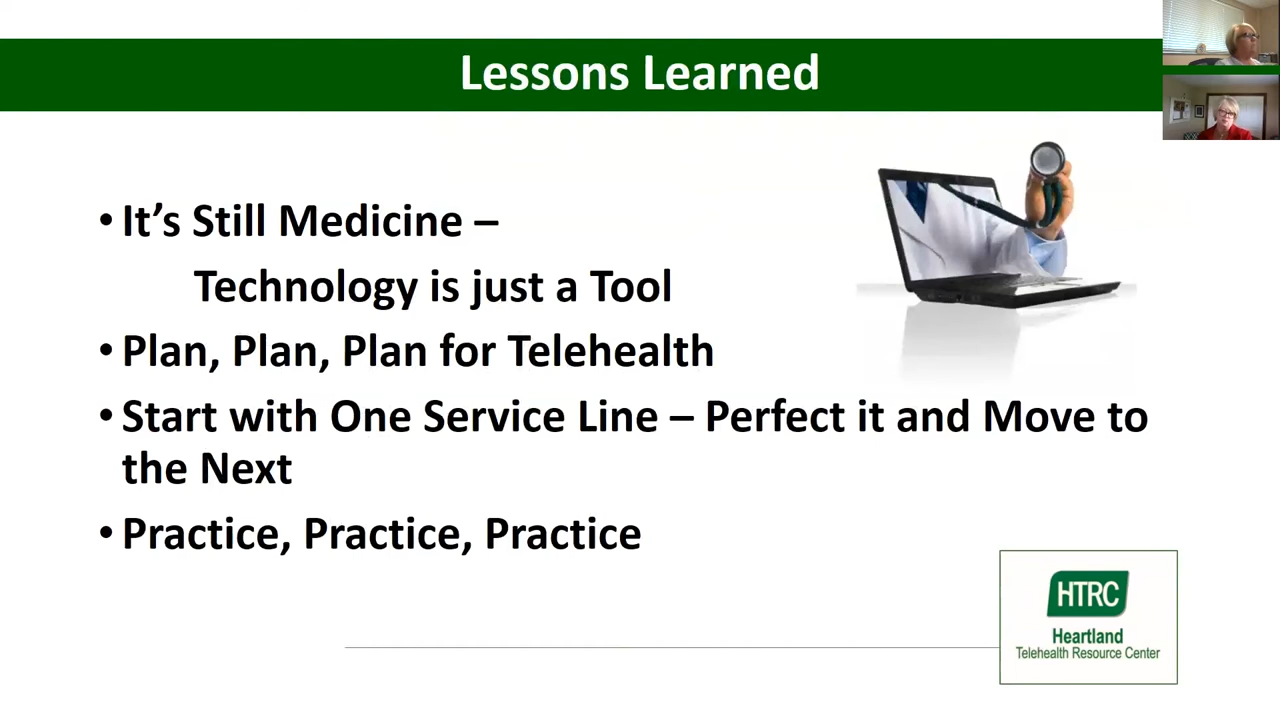 Lessons Learned
• It’s Still Medicine –
Technology is just a Tool
• Plan, Plan, Plan for Telehealth
• Start with One Service Line – Perfect it and Move to
the Next
• Practice, Practice, Practice
HTRC
Heartland
Telehealth Resource Center